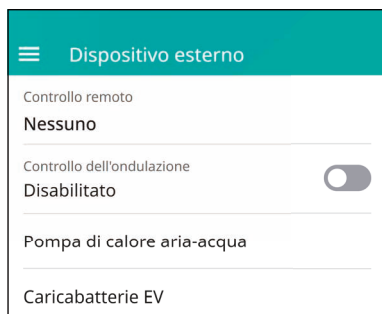 Dispositivo esterno
Controllo remoto
Nessuno
Controllo dell'ondulazione
Disabilitato
Pompa di calore aria-acqua
Caricabatterie EV